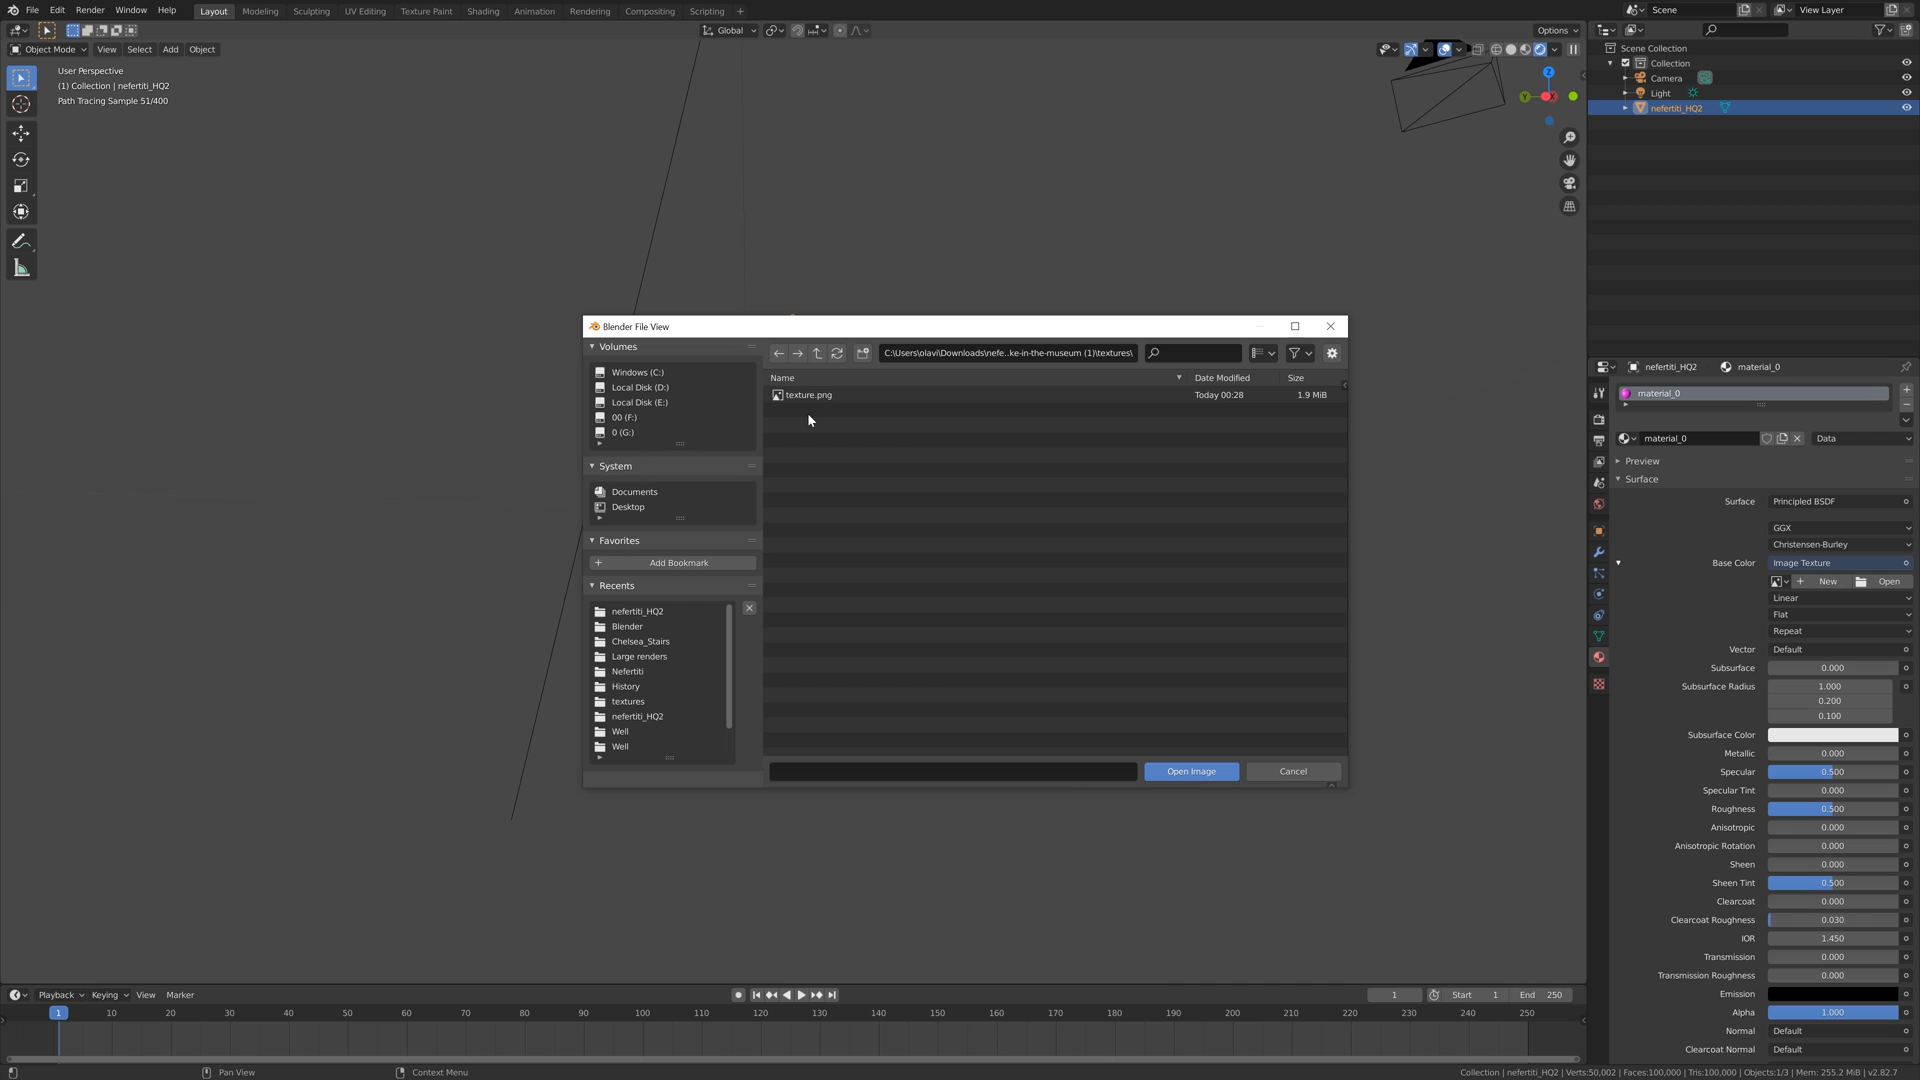 File Edit Render Window Help Layout Modeling Sculpting UV Editing Texture Paint Shading Animation Rendering Compositing Scripting + Scene View Layer
Global Options
Object Mode View Select Add Object
User Perspective
(1) Collection | nefertiti_HQ2
Path Tracing Sample 51/400
Z
Y X
Scene Collection
Collection
Camera
Light
nefertiti_HQ2
Blender File View
Volumes
Windows (C:)
Local Disk (D:)
Local Disk (E:)
00 (F:)
0 (G:)
System
Documents
Desktop
Favorites
Add Bookmark
Recents
nefertiti_HQ2
Blender
Chelsea_Stairs
Large renders
Nefertiti
History
textures
nefertiti_HQ2
Well
Well
C:\Users\olavi\Downloads\nefe..ke-in-the-museum (1)\textures\
Name Date Modified Size
texture.png Today 00:28 1.9 MiB
Open Image Cancel
nefertiti_HQ2 material_0
material_0
material_0 Data
Preview
Surface
Surface Principled BSDF
GGX
Christensen-Burley
Base Color Image Texture
New Open
Linear
Flat
Repeat
Vector Default
Subsurface 0.000
Subsurface Radius 1.000
0.200
0.100
Subsurface Color
Metallic 0.000
Specular 0.500
Specular Tint 0.000
Roughness 0.500
Anisotropic 0.000
Anisotropic Rotation 0.000
Sheen 0.000
Sheen Tint 0.500
Clearcoat 0.000
Clearcoat Roughness 0.030
IOR 1.450
Transmission 0.000
Transmission Roughness 0.000
Emission
Alpha 1.000
Normal Default
Clearcoat Normal Default
Playback Keying View Marker 1 Start 1 End 250
1 10 20 30 40 50 60 70 80 90 100 110 120 130 140 150 160 170 180 190 200 210 220 230 240 250
Pan View Context Menu Collection | nefertiti_HQ2 | Verts:50,002 | Faces:100,000 | Tris:100,000 | Objects:1/3 | Mem: 255.2 MiB | v2.82.7